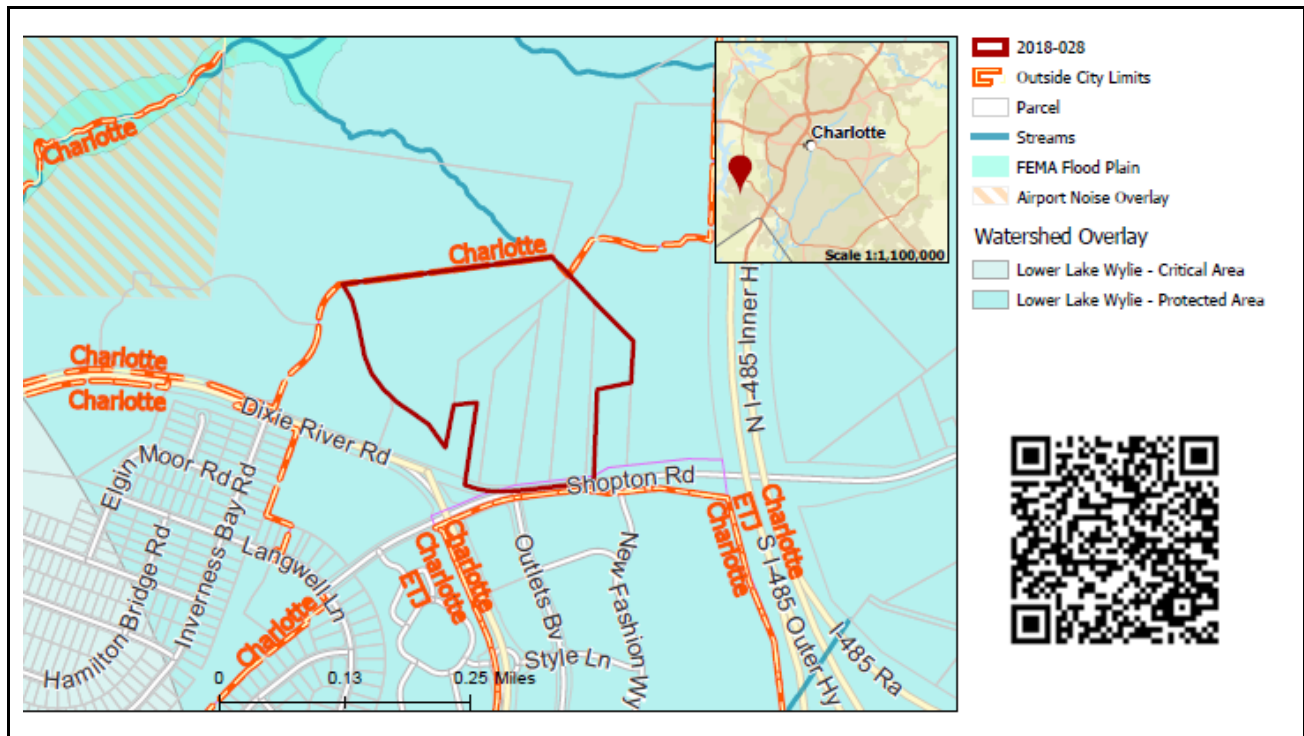 2018-028
Outside City Limits
Parcel
Streams
FEMA Flood Plain
Airport Noise Overlay
Watershed Overlay
Lower Lake Wylie - Critical Area
Lower Lake Wylie - Protected Area
Charlotte
Scale 1:1,100,000
Charlotte
Charlotte
Charlotte
Charlotte
Dixie River Rd
Moor Rd
Elgin
Hamilton Bridge Rd
Inverness Bay Rd
Langwell Ln
Charlotte
Shopton Rd
Charlotte
ETJ
Charlotte
Outlets Bv
Style Ln
New Fashion Wy
Charlotte
ETJ
Charlotte
N I-485 Inner H
S I-485 Outer Hy
I-485 Ra
0
0.13
0.25 Miles